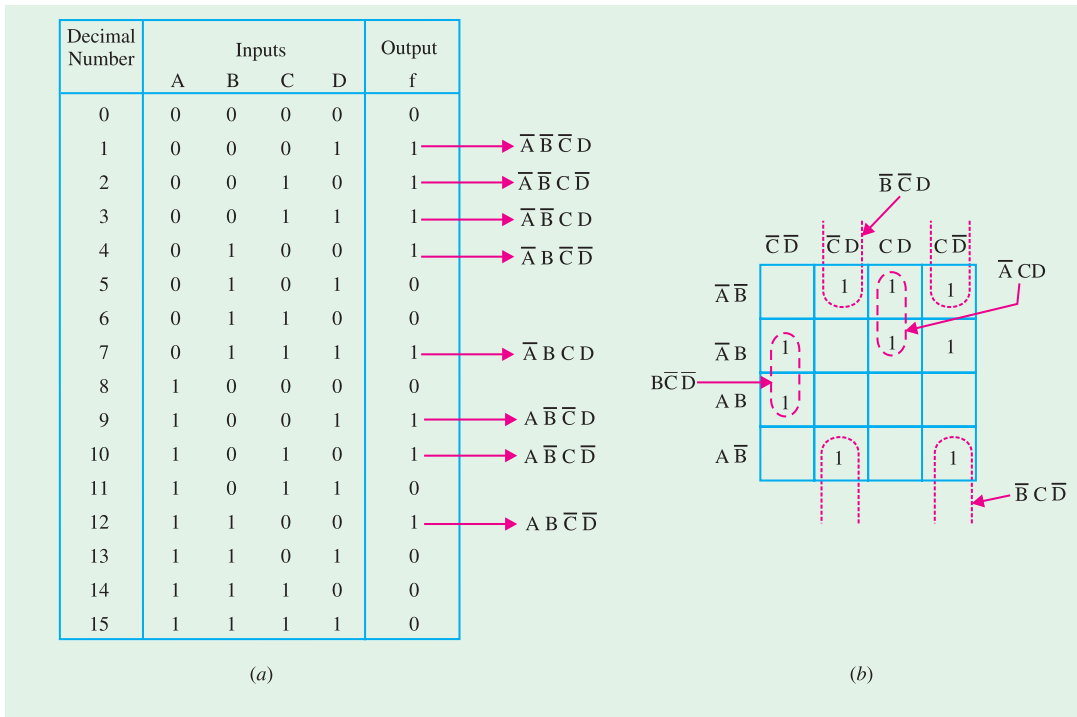 Decimal Number Inputs Output
A B C D f
0 0 0 0 0 0
1 0 0 0 1 1 A̅ B̅ C̅ D
2 0 0 1 0 1 A̅ B̅ C D̅
3 0 0 1 1 1 A̅ B̅ C D
4 0 1 0 0 1 A̅ B C̅ D̅
5 0 1 0 1 0
6 0 1 1 0 0
7 0 1 1 1 1 A̅ B C D
8 1 0 0 0 0
9 1 0 0 1 1 A B̅ C̅ D
10 1 0 1 0 1 A B̅ C D̅
11 1 0 1 1 0
12 1 1 0 0 1 A B C̅ D̅
13 1 1 0 1 0
14 1 1 1 0 0
15 1 1 1 1 0
(a)
B̅ C̅ D
C̅ D̅ C̅ D C D C D̅
A̅ CD
A̅ B̅ 1 1 1
A̅ B 1 1 1
BC̅ D̅
A B 1
A B̅ 1 1
B̅ C D̅
(b)